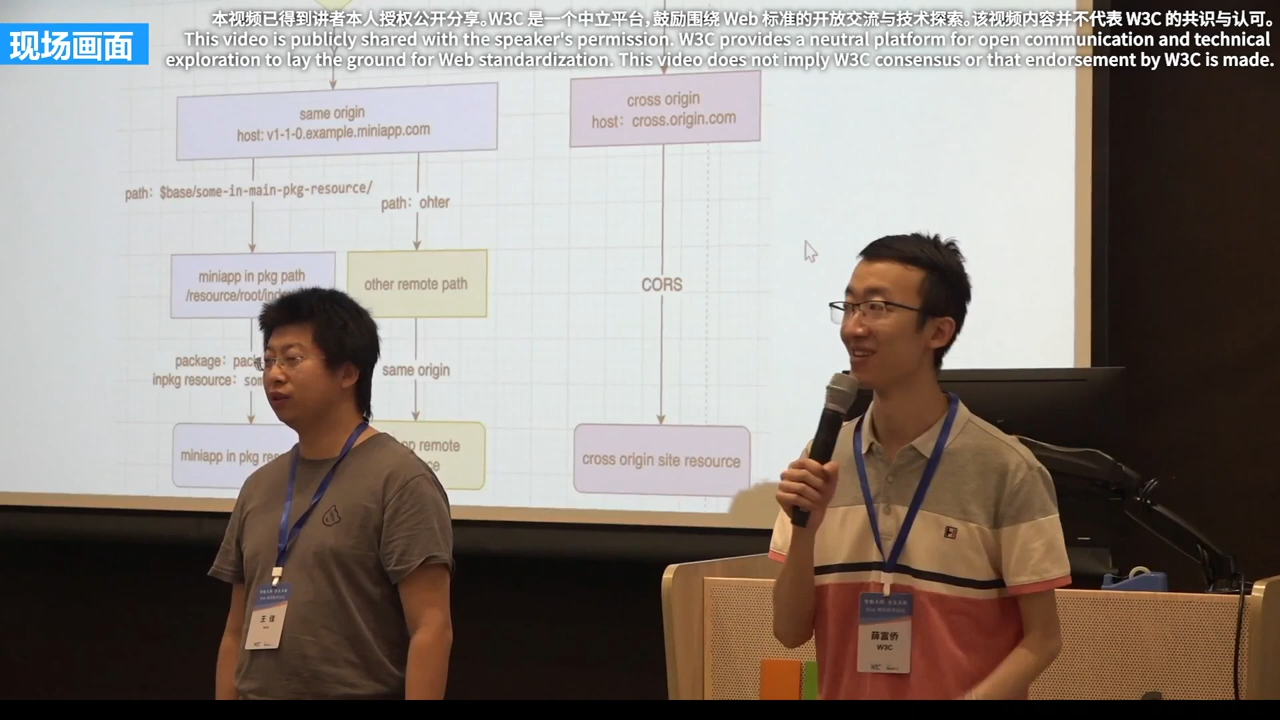 本视频已得到讲者本人授权公开分享。W3C 是一个中立平台，鼓励围绕 Web 标准的开放交流与技术探索。该视频内容并不代表 W3C 的共识与认可。
This video is publicly shared with the speaker's permission. W3C provides a neutral platform for open communication and technical
exploration to lay the ground for Web standardization. This video does not imply W3C consensus or that endorsement by W3C is made.
现场画面
same origin
host: v1-1-0.example.miniapp.com
cross origin
host: cross.origin.com
path: $base/some-in-main-pkg-resource/
path: ohter
miniapp in pkg path
/resource/root/ind
other remote path
CORS
package: pac
inpkg resource: som
same origin
miniapp in pkg res
remote
cross origin site resource
薛富侨
W3C